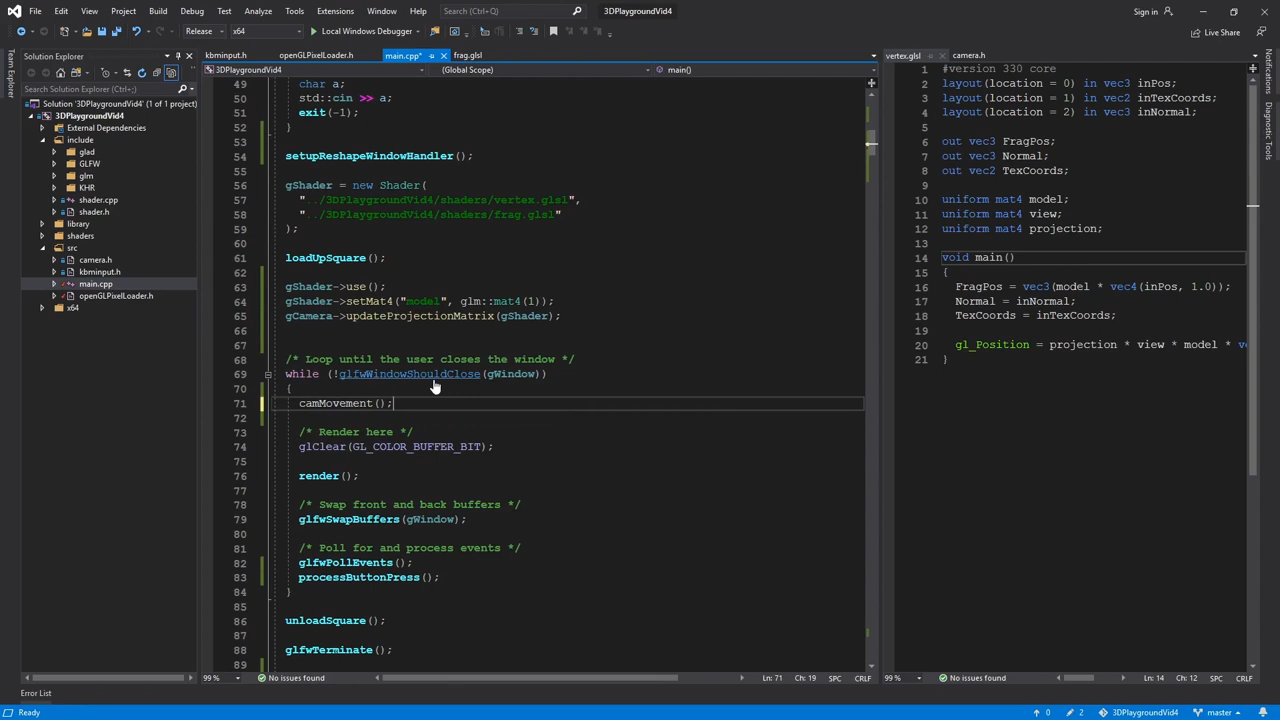 File Edit View Project Build Debug Test Analyze Tools Extensions Window Help Search (Ctrl+Q) 3DPlaygroundVid4 Sign in
Release x64 Local Windows Debugger Live Share
Team Explorer
Solution Explorer
Search Solution Explorer (Ctrl+;)
Solution '3DPlaygroundVid4' (1 of 1 project)
3DPlaygroundVid4
External Dependencies
include
glad
GLFW
glm
KHR
shader.cpp
shader.h
library
shaders
src
camera.h
kbminput.h
main.cpp
openGLPixelLoader.h
x64
kbminput.h openGLPixelLoader.h main.cpp* frag.glsl
3DPlaygroundVid4 (Global Scope) main()
49 char a;
50 std::cin >> a;
51 exit(-1);
52 }
53
54 setupReshapeWindowHandler();
55
56 gShader = new Shader(
57 "../3DPlaygroundVid4/shaders/vertex.glsl",
58 "../3DPlaygroundVid4/shaders/frag.glsl"
59 );
60
61 loadUpSquare();
62
63 gShader->use();
64 gShader->setMat4("model", glm::mat4(1));
65 gCamera->updateProjectionMatrix(gShader);
66
67
68 /* Loop until the user closes the window */
69 while (!glfwWindowShouldClose(gWindow))
70 {
71 camMovement();
72
73 /* Render here */
74 glClear(GL_COLOR_BUFFER_BIT);
75
76 render();
77
78 /* Swap front and back buffers */
79 glfwSwapBuffers(gWindow);
80
81 /* Poll for and process events */
82 glfwPollEvents();
83 processButtonPress();
84 }
85
86 unloadSquare();
87
88 glfwTerminate();
89
99 % No issues found Ln: 71 Ch: 19 SPC CRLF
vertex.glsl camera.h
1 #version 330 core
2 layout(location = 0) in vec3 inPos;
3 layout(location = 1) in vec2 inTexCoords;
4 layout(location = 2) in vec3 inNormal;
5
6 out vec3 FragPos;
7 out vec3 Normal;
8 out vec2 TexCoords;
9
10 uniform mat4 model;
11 uniform mat4 view;
12 uniform mat4 projection;
13
14 void main()
15 {
16 FragPos = vec3(model * vec4(inPos, 1.0));
17 Normal = inNormal;
18 TexCoords = inTexCoords;
19
20 gl_Position = projection * view * model * ve
21 }
99 % No issues found Ln: 14 Ch: 12 SPC CRLF
Notifications
Diagnostic Tools
Error List
Ready 0 2 3DPlaygroundVid4 master